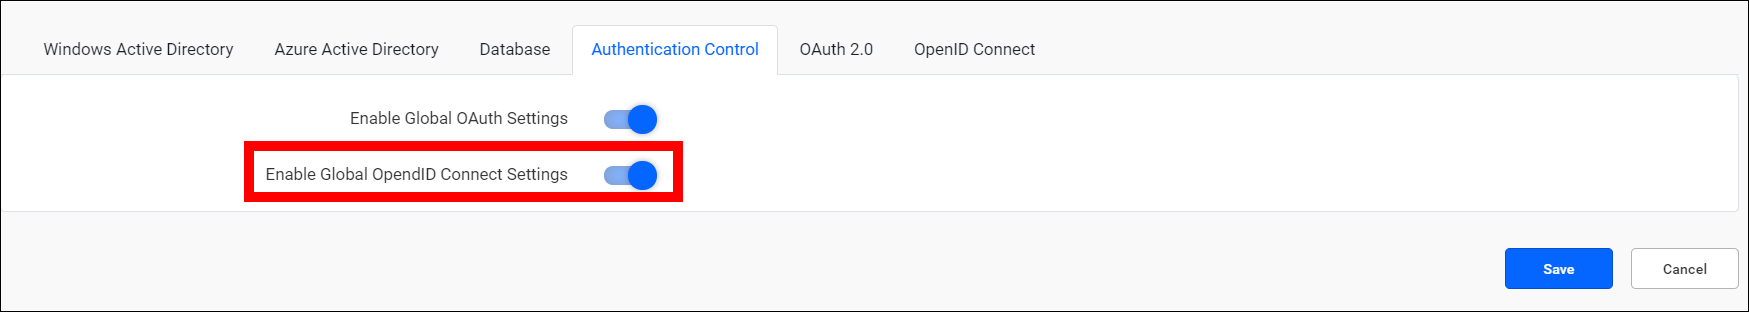 Windows Active Directory Azure Active Directory Database Authentication Control OAuth 2.0 OpenID Connect
Enable Global OAuth Settings
Enable Global OpendID Connect Settings
Save Cancel